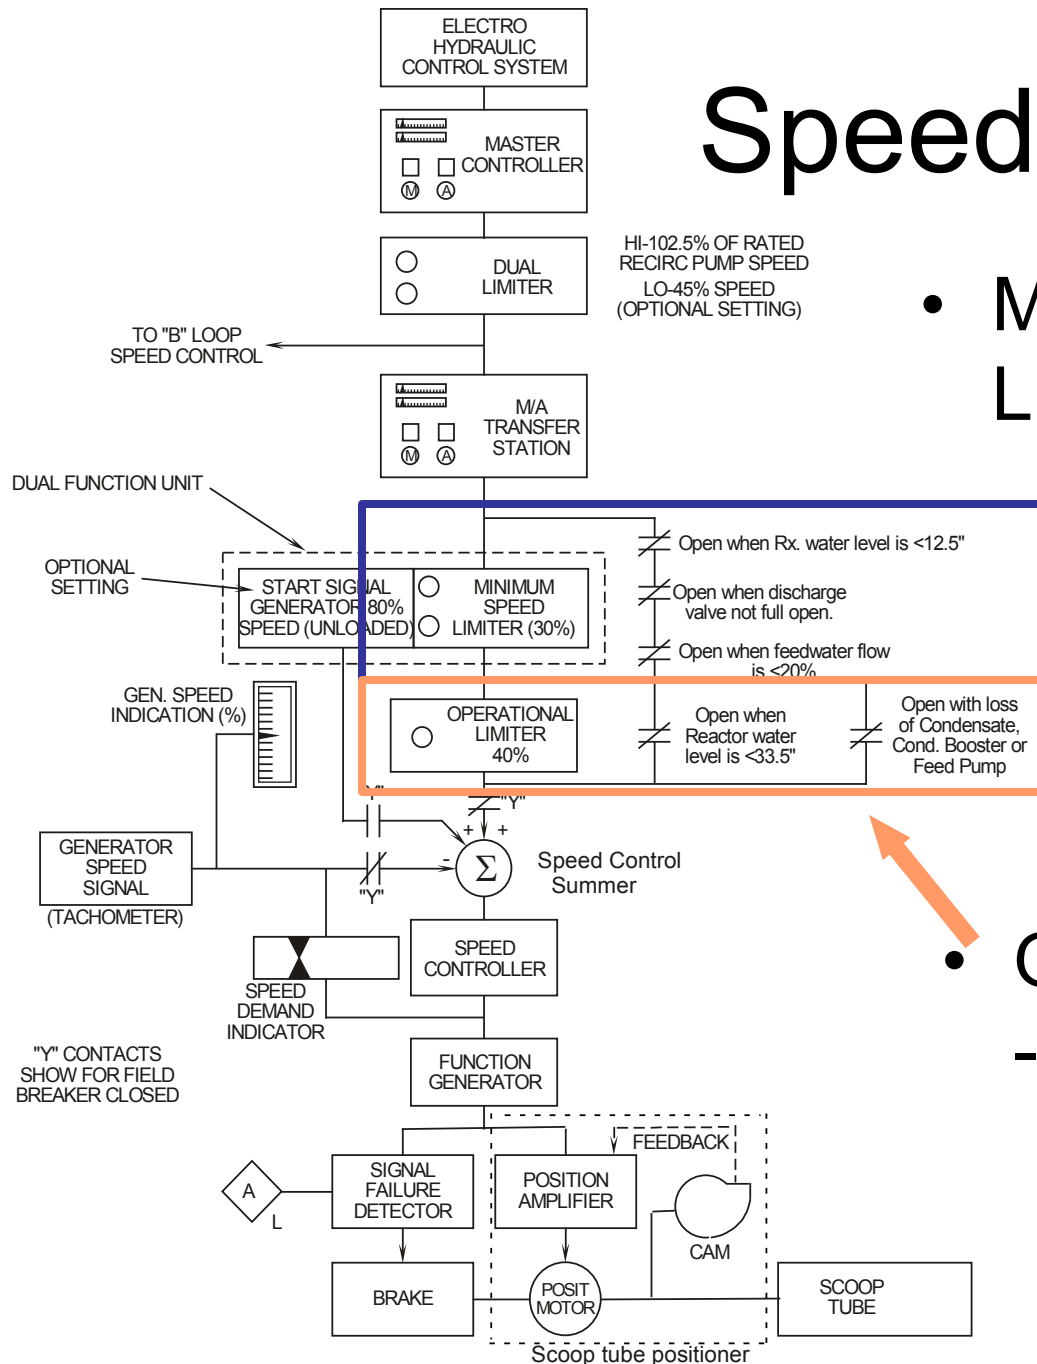 ELECTRO
HYDRAULIC
CONTROL SYSTEM
Speed
MASTER
CONTROLLER
M A
DUAL
LIMITER
HI-102.5% OF RATED
RECIRC PUMP SPEED
LO-45% SPEED
(OPTIONAL SETTING)
• M
L
TO "B" LOOP
SPEED CONTROL
M/A
TRANSFER
STATION
M A
DUAL FUNCTION UNIT
OPTIONAL
SETTING
START SIGNAL
GENERATOR 80%
SPEED (UNLOADED)
MINIMUM
SPEED
LIMITER (30%)
Open when Rx. water level is <12.5"
Open when discharge
valve not full open.
Open when feedwater flow
is <20%
GEN. SPEED
INDICATION (%)
OPERATIONAL
LIMITER
40%
Open when
Reactor water
level is <33.5"
Open with loss
of Condensate,
Cond. Booster or
Feed Pump
"Y"
"Y"
+ +
-
Σ
"Y"
Speed Control
Summer
GENERATOR
SPEED
SIGNAL
(TACHOMETER)
SPEED
CONTROLLER
SPEED
DEMAND
INDICATOR
•
-
"Y" CONTACTS
SHOW FOR FIELD
BREAKER CLOSED
FUNCTION
GENERATOR
FEEDBACK
A
L
SIGNAL
FAILURE
DETECTOR
POSITION
AMPLIFIER
CAM
BRAKE
POSIT
MOTOR
SCOOP
TUBE
Scoop tube positioner